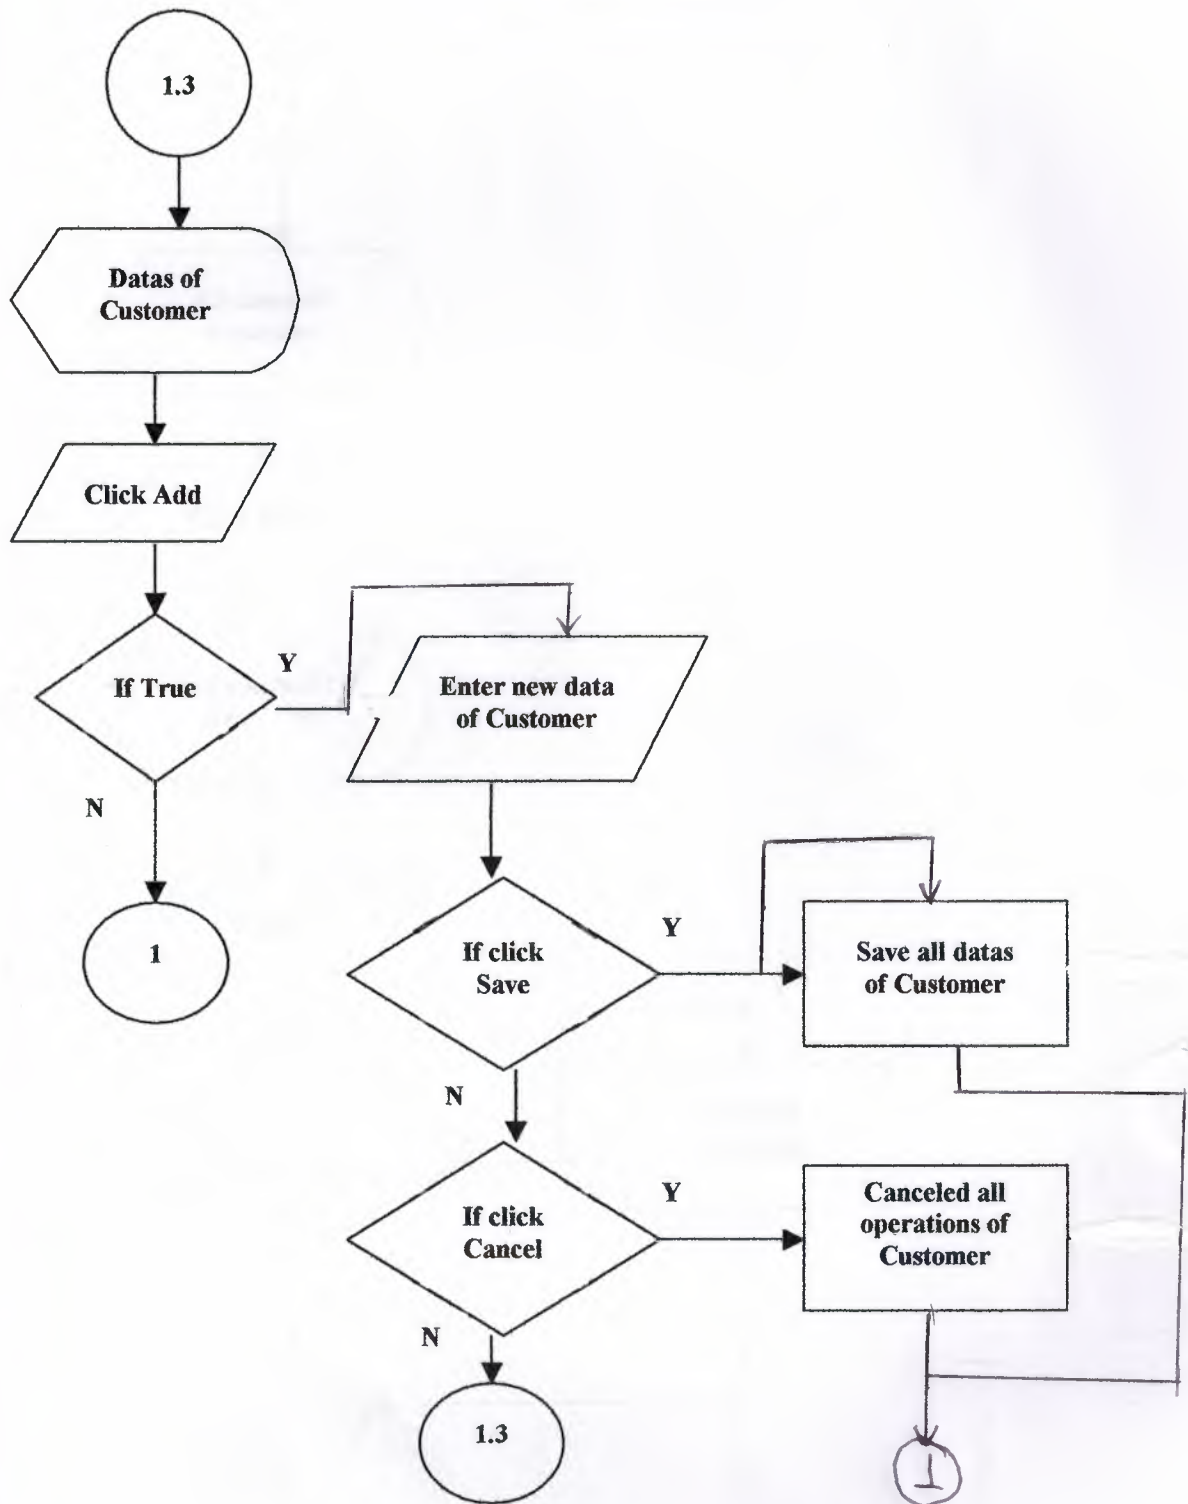 1.3
Datas of
Customer
Click Add
If True
Y
Enter new data
of Customer
N
1
If click
Save
Y
Save all datas
of Customer
N
If click
Cancel
Y
Canceled all
operations of
Customer
N
1.3
1